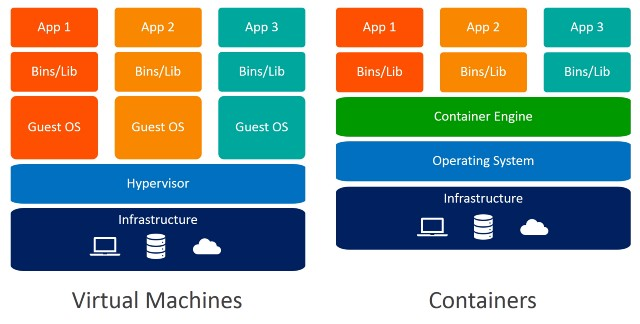 App 1
App 2
App 3
Bins/Lib
Bins/Lib
Bins/Lib
Guest OS
Guest OS
Guest OS
Hypervisor
Infrastructure
Virtual Machines
App 1
App 2
App 3
Bins/Lib
Bins/Lib
Bins/Lib
Container Engine
Operating System
Infrastructure
Containers